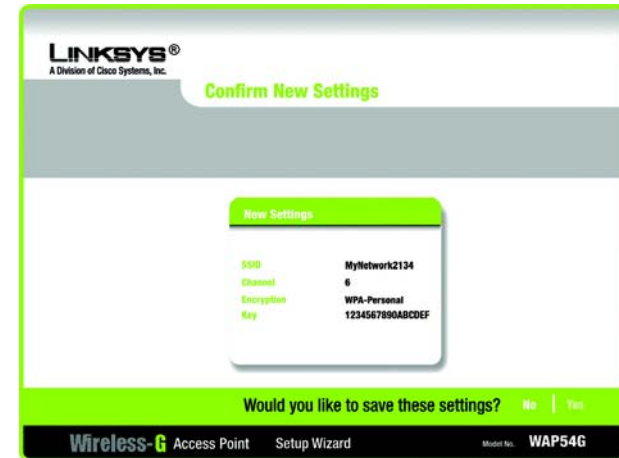 LINKSYS®
A Division of Cisco Systems, Inc.
Confirm New Settings
New Settings
SSID MyNetwork2134
Channel 6
Encryption WPA-Personal
Key 1234567890ABCDEF
Would you like to save these settings? No | Yes
Wireless-G Access Point Setup Wizard Model No. WAP54G